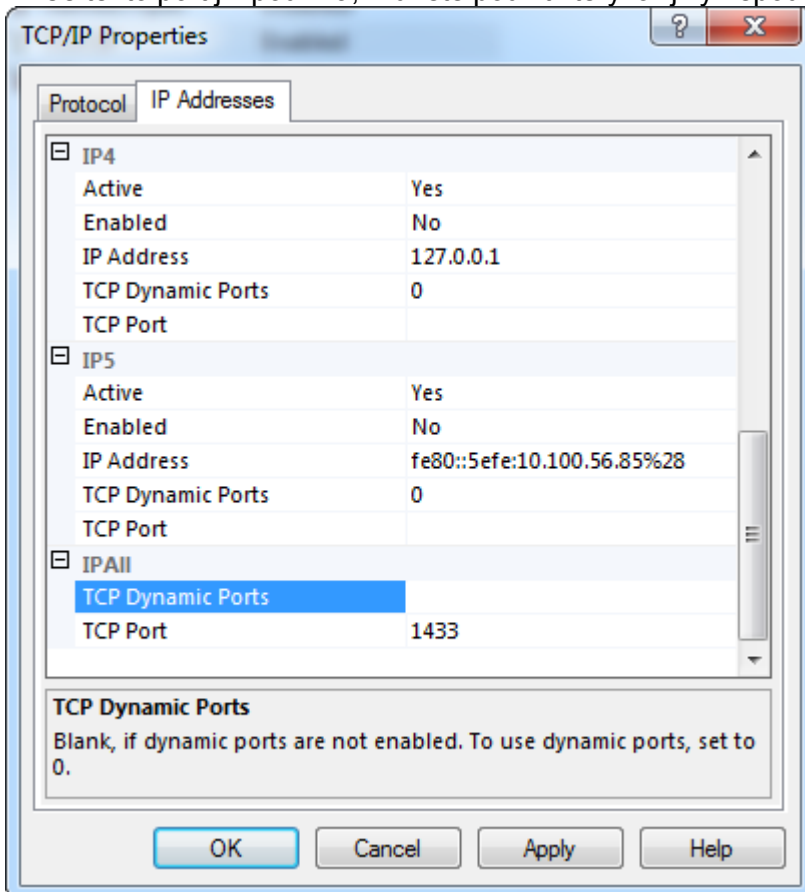 TCP/IP Properties
Protocol IP Addresses
IP4
Active Yes
Enabled No
IP Address 127.0.0.1
TCP Dynamic Ports 0
TCP Port
IP5
Active Yes
Enabled No
IP Address fe80::5efe:10.100.56.85%28
TCP Dynamic Ports 0
TCP Port
IPAll
TCP Dynamic Ports
TCP Port 1433
TCP Dynamic Ports
Blank, if dynamic ports are not enabled. To use dynamic ports, set to
0.
OK Cancel Apply Help